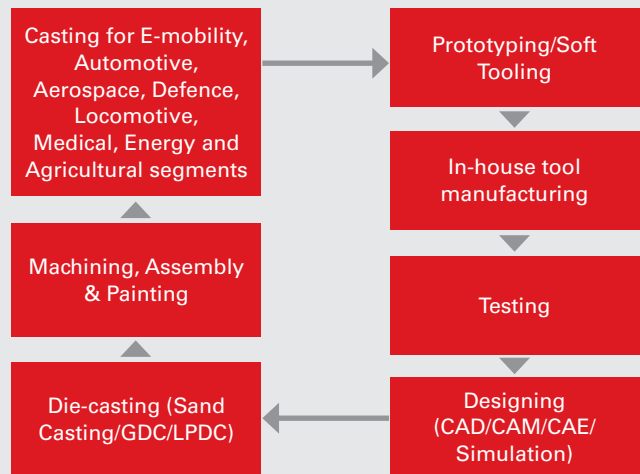 Casting for E-mobility,
Automotive,
Aerospace, Defence,
Locomotive,
Medical, Energy and
Agricultural segments
Prototyping/Soft
Tooling
In-house tool
manufacturing
Testing
Designing
(CAD/CAM/CAE/
Simulation)
Die-casting (Sand
Casting/GDC/LPDC)
Machining, Assembly
& Painting